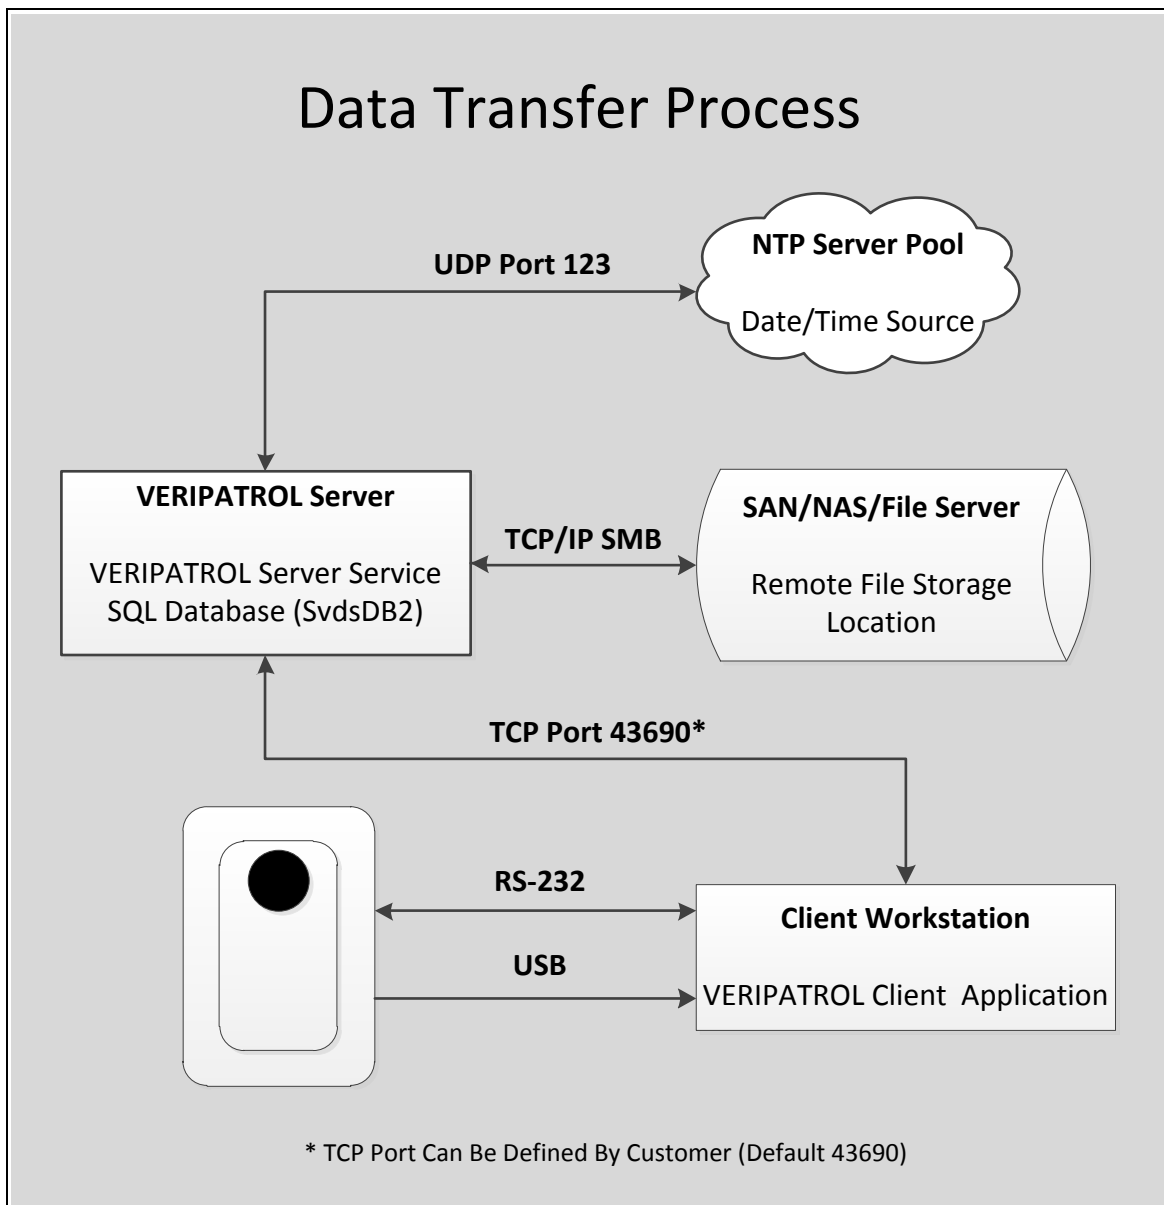 Data Transfer Process
NTP Server Pool
UDP Port 123
Date/Time Source
VERIPATROL Server
VERIPATROL Server Service
SQL Database (SvdsDB2)
TCP/IP SMB
SAN/NAS/File Server
Remote File Storage
Location
TCP Port 43690*
RS-232
USB
Client Workstation
VERIPATROL Client  Application
* TCP Port Can Be Defined By Customer (Default 43690)